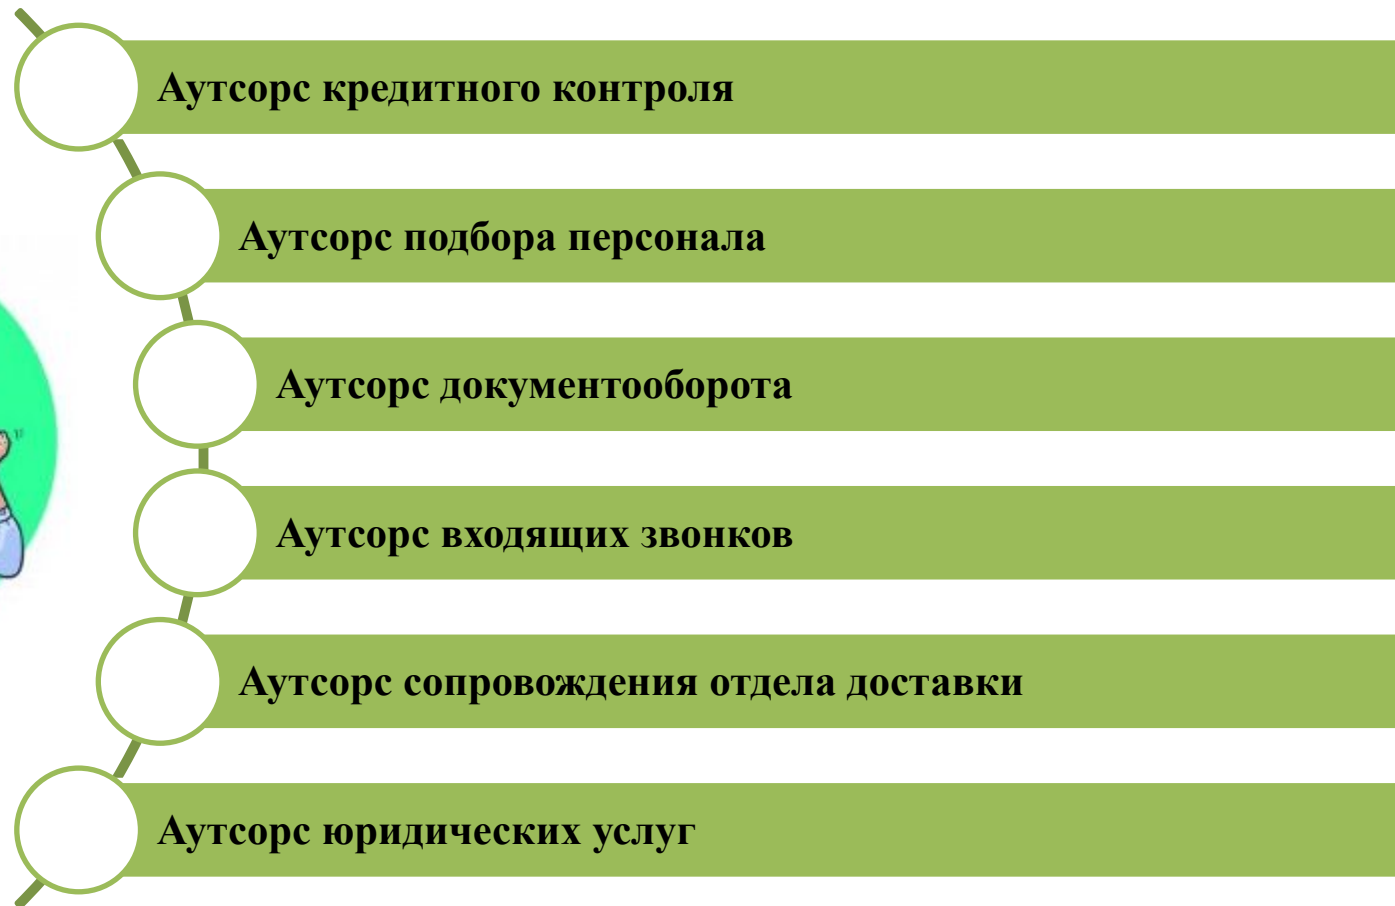 Аутсорс кредитного контроля
Аутсорс подбора персонала
Аутсорс документооборота
Аутсорс входящих звонков
Аутсорс сопровождения отдела доставки
Аутсорс юридических услуг